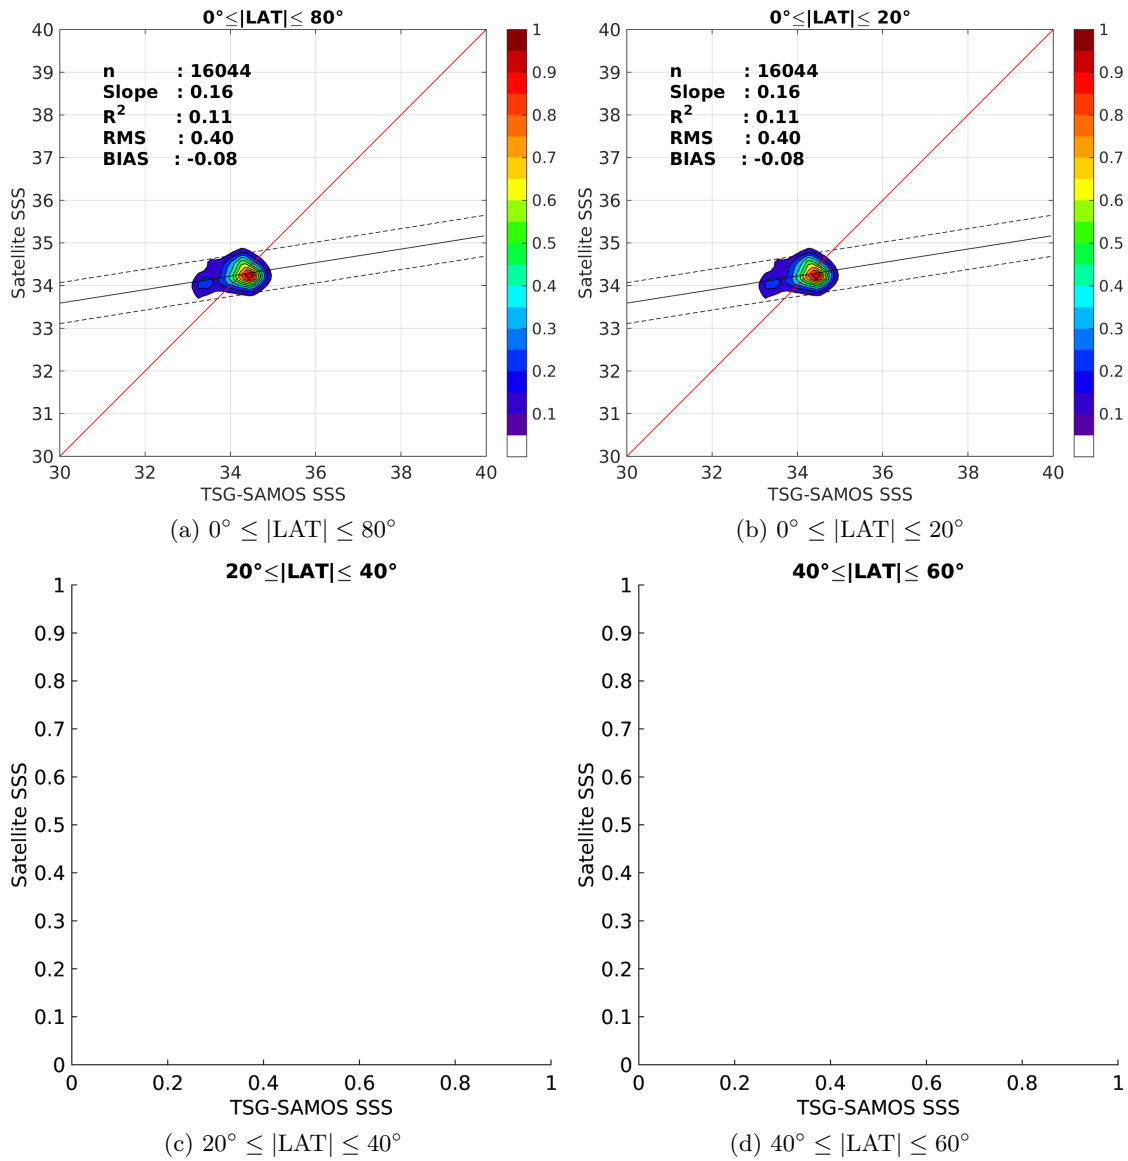 0°≤|LAT|≤ 80°
40
39
38
37
36
35
34
33
32
31
30
n : 16044
Slope : 0.16
R² : 0.11
RMS : 0.40
BIAS : -0.08
Satellite SSS
30 32 34 36 38 40
TSG-SAMOS SSS
1
0.9
0.8
0.7
0.6
0.5
0.4
0.3
0.2
0.1
(a) 0° ≤ |LAT| ≤ 80°
0°≤|LAT|≤ 20°
40
39
38
37
36
35
34
33
32
31
30
n : 16044
Slope : 0.16
R² : 0.11
RMS : 0.40
BIAS : -0.08
Satellite SSS
30 32 34 36 38 40
TSG-SAMOS SSS
1
0.9
0.8
0.7
0.6
0.5
0.4
0.3
0.2
0.1
(b) 0° ≤ |LAT| ≤ 20°
20°≤|LAT|≤ 40°
1
0.9
0.8
0.7
0.6
0.5
0.4
0.3
0.2
0.1
0
Satellite SSS
0 0.2 0.4 0.6 0.8 1
TSG-SAMOS SSS
(c) 20° ≤ |LAT| ≤ 40°
40°≤|LAT|≤ 60°
1
0.9
0.8
0.7
0.6
0.5
0.4
0.3
0.2
0.1
0
Satellite SSS
0 0.2 0.4 0.6 0.8 1
TSG-SAMOS SSS
(d) 40° ≤ |LAT| ≤ 60°